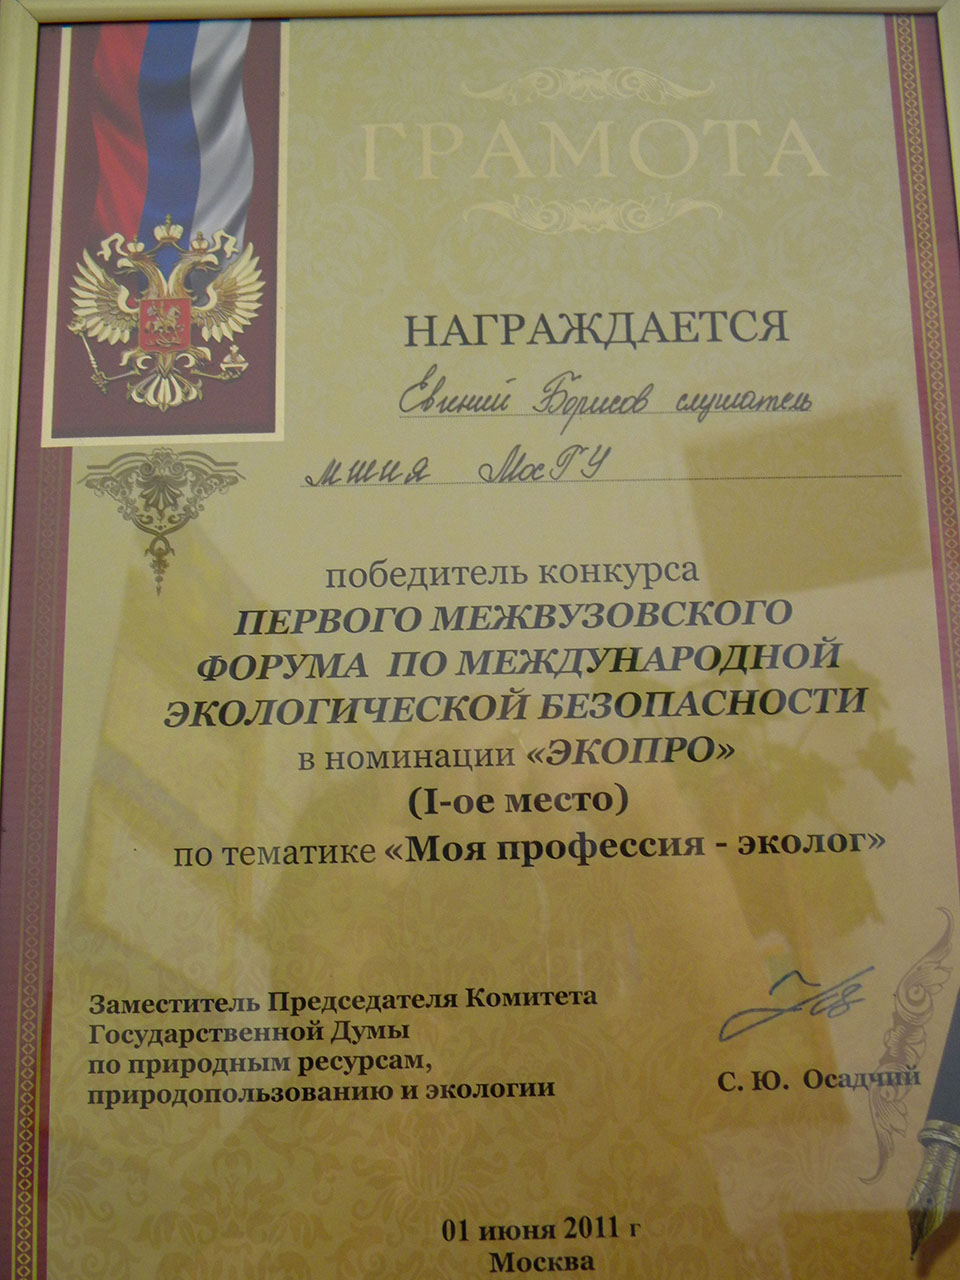 ГРАМОТА
НАГРАЖДАЕТСЯ
Евгений Борисов слушатель
мшия МосГУ
победитель конкурса
ПЕРВОГО МЕЖВУЗОВСКОГО
ФОРУМА ПО МЕЖДУНАРОДНОЙ
ЭКОЛОГИЧЕСКОЙ БЕЗОПАСНОСТИ
в номинации «ЭКОПРО»
(I-ое место)
по тематике «Моя профессия - эколог»
Заместитель Председателя Комитета
Государственной Думы
по природным ресурсам,
природопользованию и экологии
С. Ю. Осадчий
01 июня 2011 г
Москва